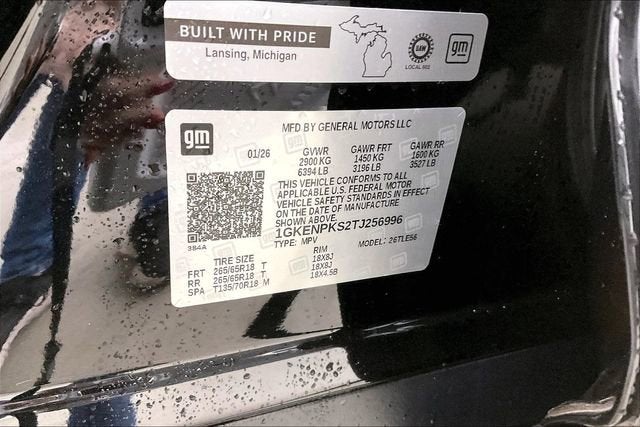 BUILT WITH PRIDE
Lansing, Michigan
UAW
LOCAL 602
gm
gm
MFD BY GENERAL MOTORS LLC
01/26 GVWR GAWR FRT GAWR RR
2900 KG 1450 KG 1600 KG
6394 LB 3196 LB 3527 LB
THIS VEHICLE CONFORMS TO ALL
APPLICABLE U.S. FEDERAL MOTOR
VEHICLE SAFETY STANDARDS IN EFFECT
ON THE DATE OF MANUFACTURE
SHOWN ABOVE.
1GKENPKS2TJ256996
384A TYPE: MPV MODEL: 26TLE56
TIRE SIZE RIM
FRT 265/65R18 T 18X8J
RR 265/65R18 T 18X8J
SPA T135/70R18 M 18X4.5B